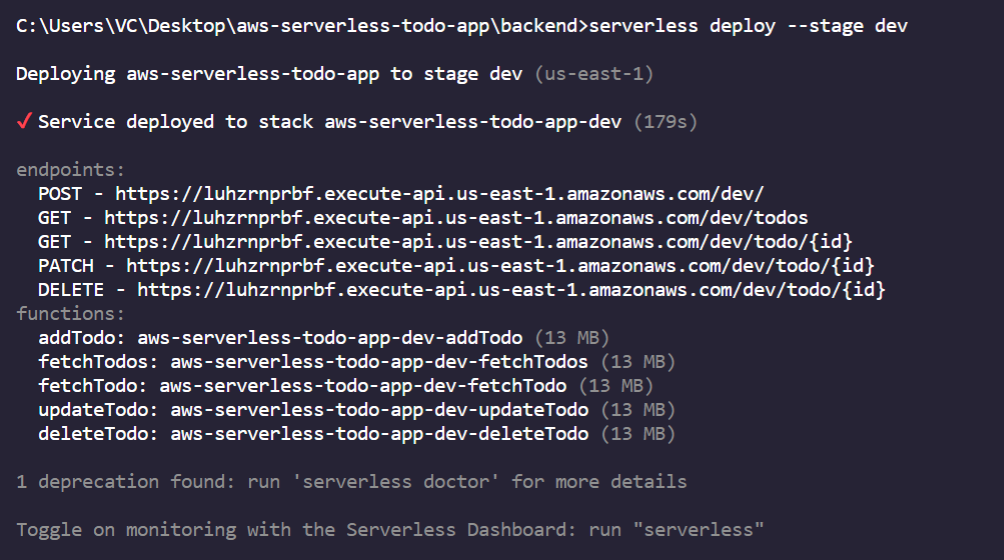 C:\Users\VC\Desktop\aws-serverless-todo-app\backend>serverless deploy --stage dev
Deploying aws-serverless-todo-app to stage dev (us-east-1)
✓ Service deployed to stack aws-serverless-todo-app-dev (179s)
endpoints:
POST - https://luhzrnprbf.execute-api.us-east-1.amazonaws.com/dev/
GET - https://luhzrnprbf.execute-api.us-east-1.amazonaws.com/dev/todos
GET - https://luhzrnprbf.execute-api.us-east-1.amazonaws.com/dev/todo/{id}
PATCH - https://luhzrnprbf.execute-api.us-east-1.amazonaws.com/dev/todo/{id}
DELETE - https://luhzrnprbf.execute-api.us-east-1.amazonaws.com/dev/todo/{id}
functions:
addTodo: aws-serverless-todo-app-dev-addTodo (13 MB)
fetchTodos: aws-serverless-todo-app-dev-fetchTodos (13 MB)
fetchTodo: aws-serverless-todo-app-dev-fetchTodo (13 MB)
updateTodo: aws-serverless-todo-app-dev-updateTodo (13 MB)
deleteTodo: aws-serverless-todo-app-dev-deleteTodo (13 MB)
1 deprecation found: run 'serverless doctor' for more details
Toggle on monitoring with the Serverless Dashboard: run "serverless"